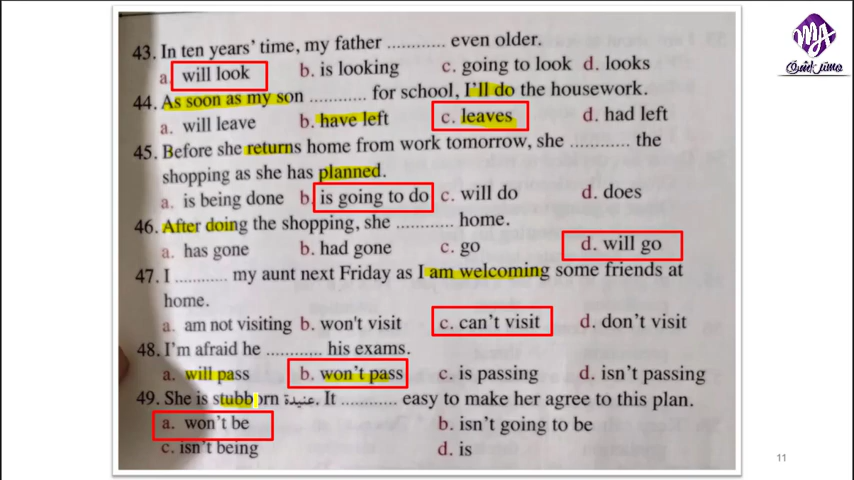 43. In ten years' time, my father ............ even older.
a. will look b. is looking c. going to look d. looks
44. As soon as my son ............ for school, I'll do the housework.
a. will leave b. have left c. leaves d. had left
45. Before she returns home from work tomorrow, she ............ the
shopping as she has planned.
a. is being done b. is going to do c. will do d. does
46. After doing the shopping, she ............ home.
a. has gone b. had gone c. go d. will go
47. I ............ my aunt next Friday as I am welcoming some friends at
home.
a. am not visiting b. won't visit c. can't visit d. don't visit
48. I'm afraid he ............ his exams.
a. will pass b. won't pass c. is passing d. isn't passing
49. She is stubborn عنيدة. It ............ easy to make her agree to this plan.
a. won't be b. isn't going to be
c. isn't being d. is
MA
11